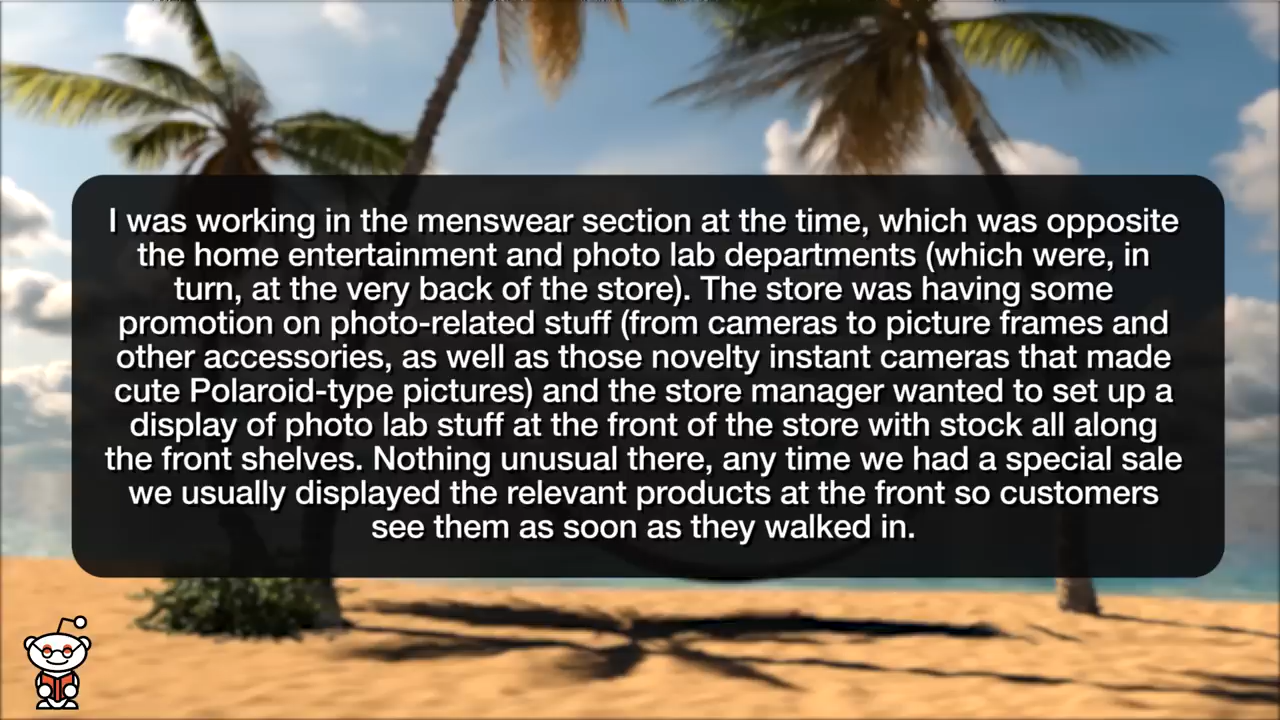 I was working in the menswear section at the time, which was opposite
the home entertainment and photo lab departments (which were, in
turn, at the very back of the store). The store was having some
promotion on photo-related stuff (from cameras to picture frames and
other accessories, as well as those novelty instant cameras that made
cute Polaroid-type pictures) and the store manager wanted to set up a
display of photo lab stuff at the front of the store with stock all along
the front shelves. Nothing unusual there, any time we had a special sale
we usually displayed the relevant products at the front so customers
see them as soon as they walked in.